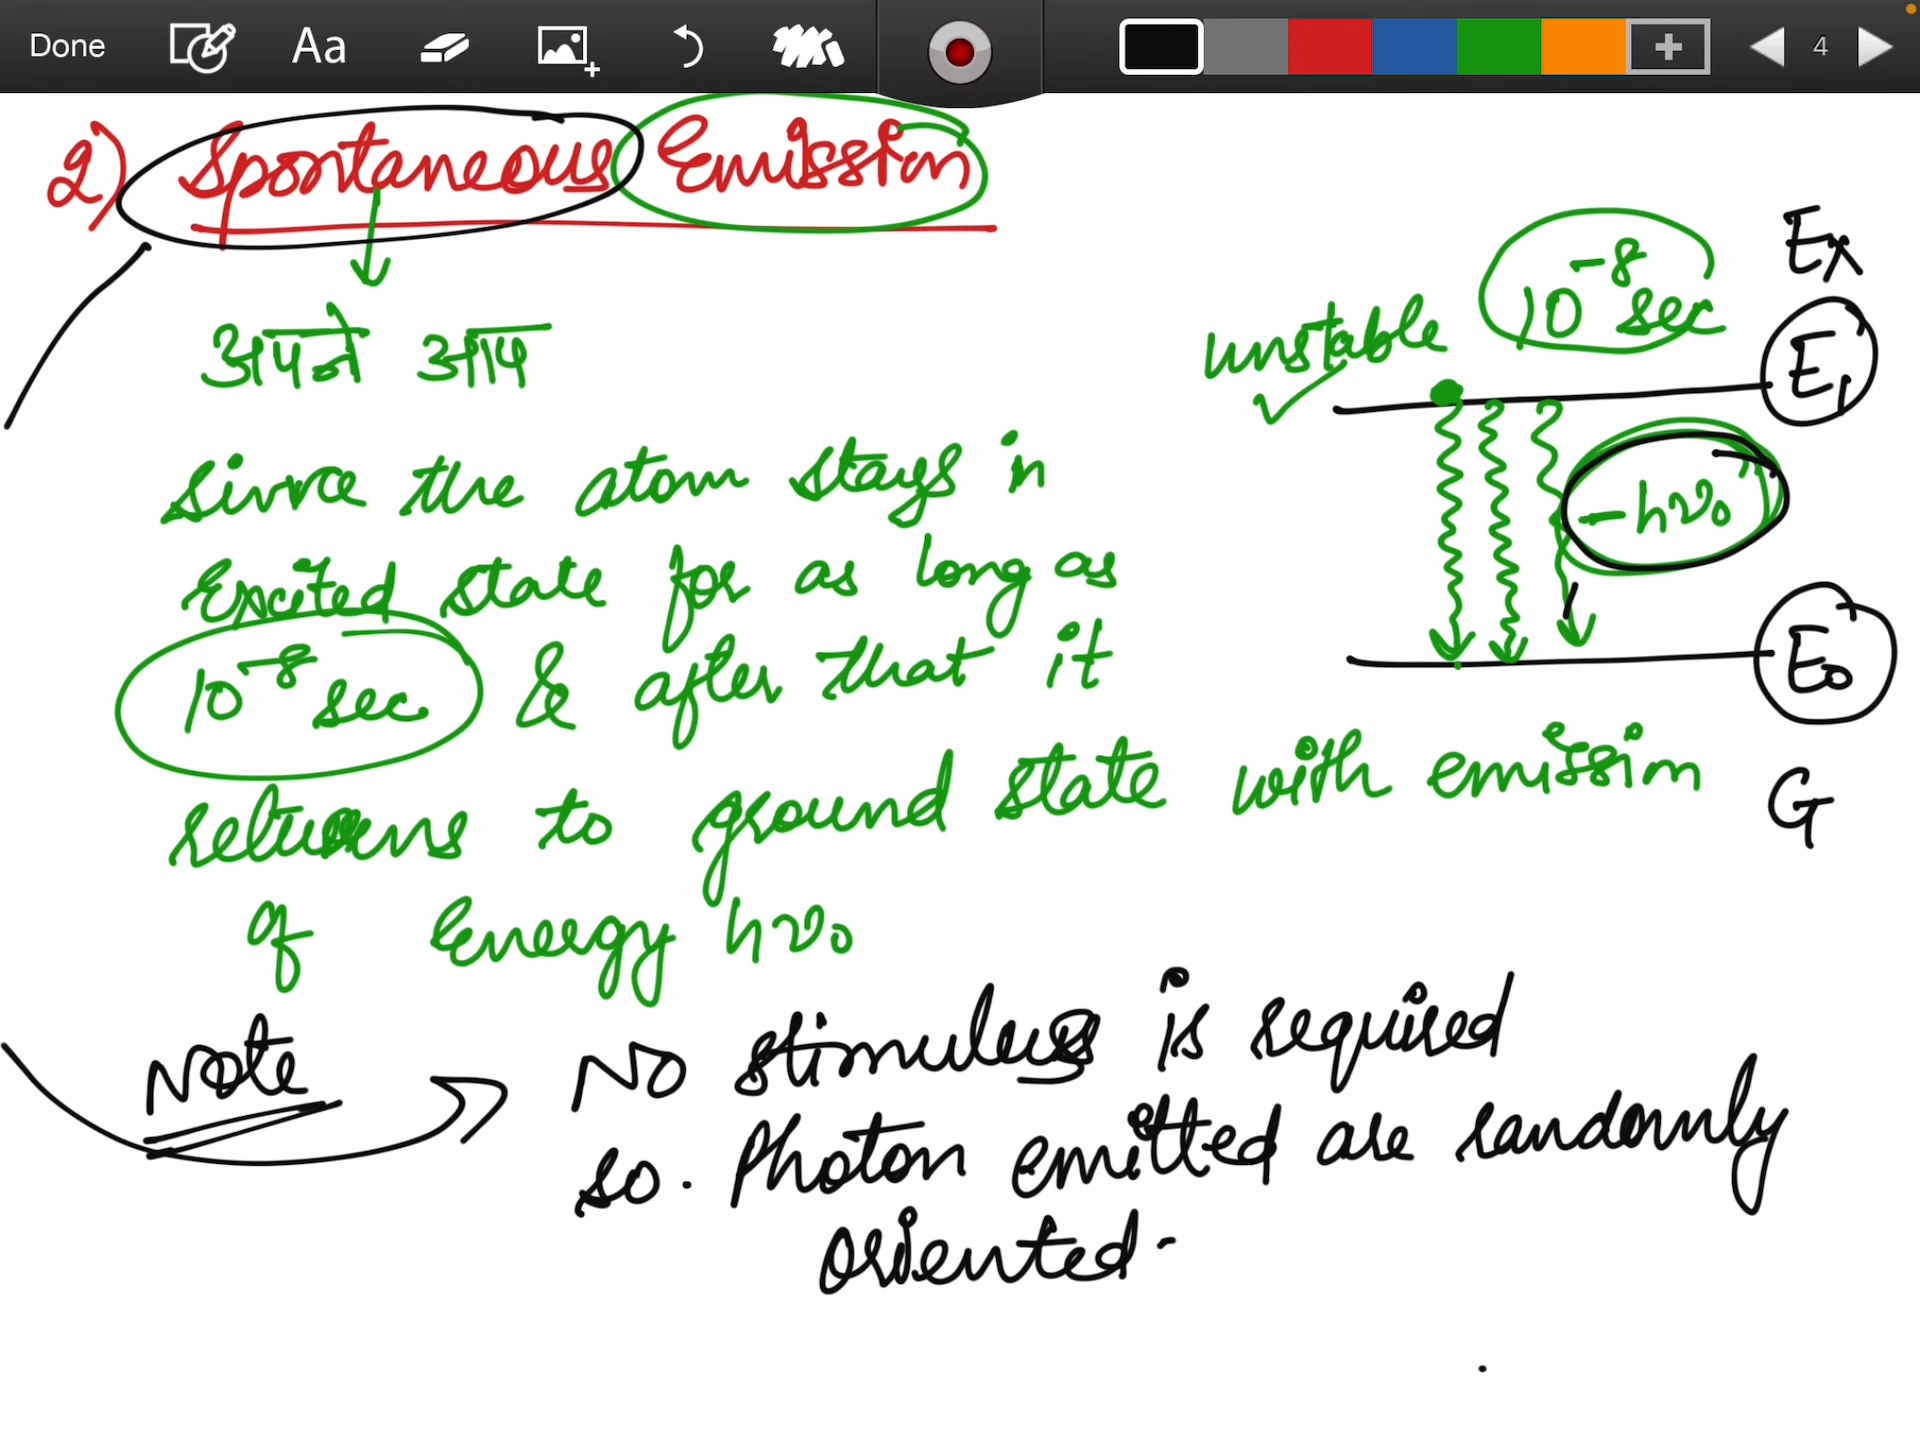 Done
Aa
4
2) Spontaneous Emission
अपने आप
Since the atom stays in
Excited state for as long as
10⁻⁸ sec & after that it
returns to ground state with emission
of Energy hν₀
unstable 10⁻⁸ sec
Ex
E₁
-hν₀
E₀
G
Note
No stimulus is required
so. Photon emitted are randomly
oriented.